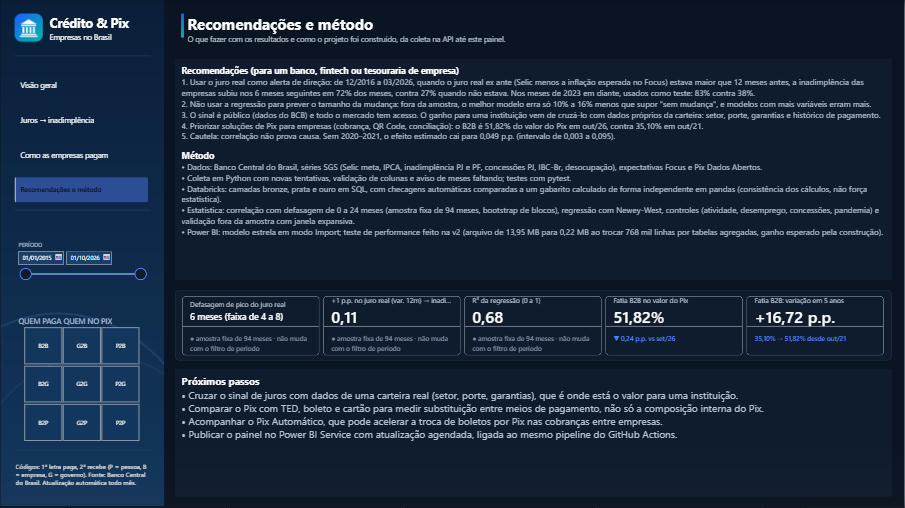 Crédito & Pix
Empresas no Brasil
Visão geral
Juros → inadimplência
Como as empresas pagam
Recomendações e método
PERÍODO
01/01/2015
01/10/2026
QUEM PAGA QUEM NO PIX
B2B G2B P2B
B2G G2G P2G
B2P G2P P2P
Códigos: 1ª letra paga, 2ª recebe (P = pessoa, B
= empresa, G = governo). Fonte: Banco Central
do Brasil. Atualização automática todo mês.
Recomendações e método
O que fazer com os resultados e como o projeto foi construído, da coleta na API até este painel.
Recomendações (para um banco, fintech ou tesouraria de empresa)
1. Usar o juro real como alerta de direção: de 12/2016 a 03/2026, quando o juro real ex ante (Selic menos a inflação esperada no Focus) estava maior que 12 meses antes, a inadimplência das
empresas subiu nos 6 meses seguintes em 72% dos meses, contra 27% quando não estava. Nos meses de 2023 em diante, usados como teste: 83% contra 38%.
2. Não usar a regressão para prever o tamanho da mudança: fora da amostra, o melhor modelo erra só 10% a 16% menos que supor "sem mudança", e modelos com mais variáveis erram mais.
3. O sinal é público (dados do BCB) e todo o mercado tem acesso. O ganho para uma instituição vem de cruzá-lo com dados próprios da carteira: setor, porte, garantias e histórico de pagamento.
4. Priorizar soluções de Pix para empresas (cobrança, QR Code, conciliação): o B2B é 51,82% do valor do Pix em out/26, contra 35,10% em out/21.
5. Cautela: correlação não prova causa. Sem 2020–2021, o efeito estimado cai para 0,049 p.p. (intervalo de 0,003 a 0,095).
Método
• Dados: Banco Central do Brasil, séries SGS (Selic meta, IPCA, inadimplência PJ e PF, concessões PJ, IBC-Br, desocupação), expectativas Focus e Pix Dados Abertos.
• Coleta em Python com novas tentativas, validação de colunas e aviso de meses faltando; testes com pytest.
• Databricks: camadas bronze, prata e ouro em SQL, com checagens automáticas comparadas a um gabarito calculado de forma independente em pandas (consistência dos cálculos, não força
estatística).
• Estatística: correlação com defasagem de 0 a 24 meses (amostra fixa de 94 meses, bootstrap de blocos), regressão com Newey-West, controles (atividade, desemprego, concessões, pandemia) e
validação fora da amostra com janela expansiva.
• Power BI: modelo estrela em modo Import; teste de performance feito na v2 (arquivo de 13,95 MB para 0,22 MB ao trocar 768 mil linhas por tabelas agregadas, ganho esperado pela construção).
Defasagem de pico do juro real
6 meses (faixa de 4 a 8)
● amostra fixa de 94 meses · não muda
com o filtro de período
+1 p.p. no juro real (var. 12m) → inadi...
0,11
● amostra fixa de 94 meses · não muda
com o filtro de período
R² da regressão (0 a 1)
0,68
● amostra fixa de 94 meses · não muda
com o filtro de período
Fatia B2B no valor do Pix
51,82%
▼ 0,24 p.p. vs set/26
Fatia B2B: variação em 5 anos
+16,72 p.p.
35,10% → 51,82% desde out/21
Próximos passos
• Cruzar o sinal de juros com dados de uma carteira real (setor, porte, garantias), que é onde está o valor para uma instituição.
• Comparar o Pix com TED, boleto e cartão para medir substituição entre meios de pagamento, não só a composição interna do Pix.
• Acompanhar o Pix Automático, que pode acelerar a troca de boletos por Pix nas cobranças entre empresas.
• Publicar o painel no Power BI Service com atualização agendada, ligada ao mesmo pipeline do GitHub Actions.